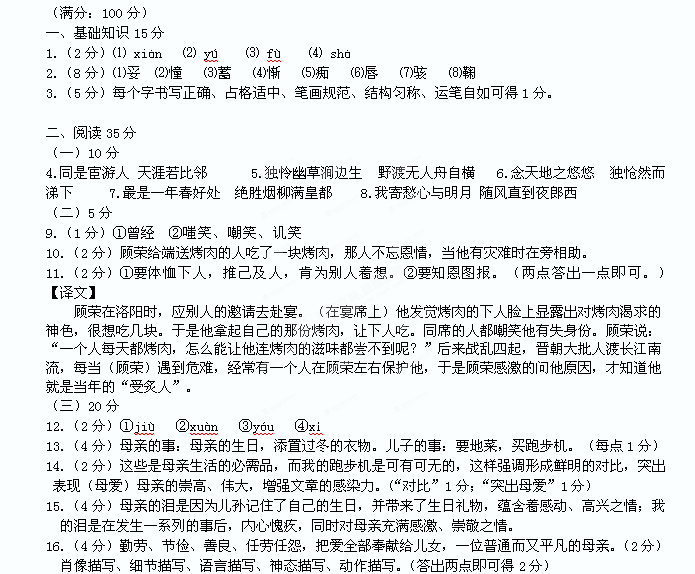 （满分：100分）
一、基础知识15分
1.（2分）⑴ xián ⑵ yú ⑶ fù ⑷ shà
2.（8分）⑴妥 ⑵憧 ⑶蓄 ⑷惭 ⑸痴 ⑹唇 ⑺骇 ⑻鞠
3.（5分）每个字书写正确、占格适中、笔画规范、结构匀称、运笔自如可得1分。
二、阅读35分
（一）10分
4.同是宦游人 天涯若比邻 5.独怜幽草涧边生 野渡无人舟自横 6.念天地之悠悠 独怆然而
涕下 7.最是一年春好处 绝胜烟柳满皇都 8.我寄愁心与明月 随风直到夜郎西
（二）5分
9.（1分）①曾经 ②嗤笑、嘲笑、讥笑
10.（2分）顾荣给端送烤肉的人吃了一块烤肉，那人不忘恩情，当他有灾难时在旁相助。
11.（2分）①要体恤下人，推己及人，肯为别人着想。②要知恩图报。（两点答出一点即可。）
【译文】
顾荣在洛阳时，应别人的邀请去赴宴。（在宴席上）他发觉烤肉的下人脸上显露出对烤肉渴求的
神色，很想吃几块。于是他拿起自己的那份烤肉，让下人吃。同席的人都嘲笑他有失身份。顾荣说：
“一个人每天都烤肉，怎么能让他连烤肉的滋味都尝不到呢？”后来战乱四起，晋朝大批人渡长江南
流，每当（顾荣）遇到危难，经常有一个人在顾荣左右保护他，于是顾荣感激的问他原因，才知道他
就是当年的“受炙人”。
（三）20分
12.（2分）①jiù ②xuàn ③yóu ④xī
13.（4分）母亲的事：母亲的生日，添置过冬的衣物。儿子的事：要地菜，买跑步机。（每点1分）
14.（2分）这些是母亲生活的必需品，而我的跑步机是可有可无的，这样强调形成鲜明的对比，突出
表现（母爱）母亲的崇高、伟大，增强文章的感染力。（“对比”1分；“突出母爱”1分）
15.（4分）母亲的泪是因为儿孙记住了自己的生日，并带来了生日礼物，蕴含着感动、高兴之情；我
的泪是在发生一系列的事后，内心愧疚，同时对母亲充满感激、崇敬之情。
16.（4分）勤劳、节俭、善良、任劳任怨，把爱全部奉献给儿女，一位普通而又平凡的母亲。（2分）
肖像描写、细节描写、语言描写、神态描写、动作描写。（答出两点即可得2分）